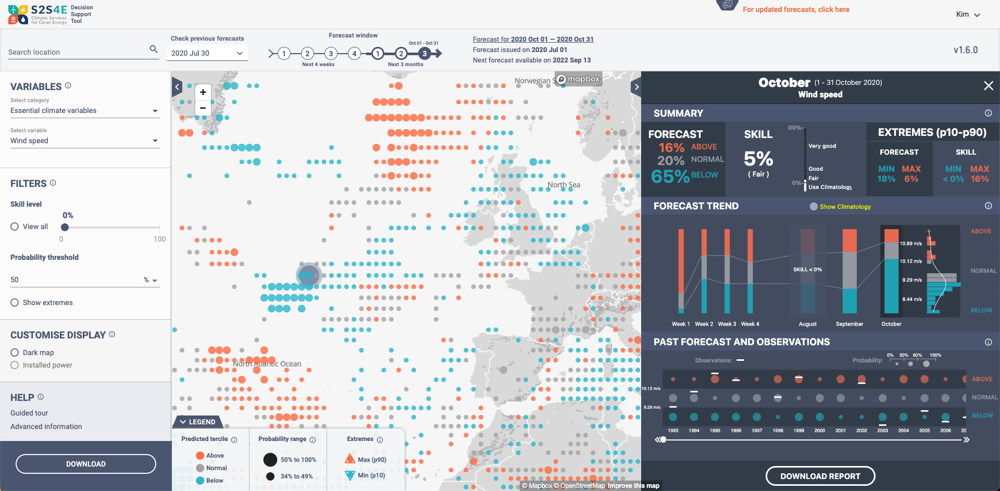 S2S4E
Climate Services
for Clean Energy
Decision
Support
Tool
For updated forecasts, click here
Kim
Search location
Check previous forecasts
2020 Jul 30
Forecast window
Oct 01 - Oct 31
1 2 3 4 1 2 3
Next 4 weeks
Next 3 months
Forecast for 2020 Oct 01 — 2020 Oct 31
Forecast issued on 2020 Jul 01
Next forecast available on 2022 Sep 13
v1.6.0
VARIABLES
Select category
Essential climate variables
Select variable
Wind speed
FILTERS
Skill level
0%
View all
0
100
Probability threshold
50
%
Show extremes
CUSTOMISE DISPLAY
Dark map
Installed power
HELP
Guided tour
Advanced information
DOWNLOAD
+
−
Norwegian S
mapbox
North Sea
North Atlantic Ocean
LEGEND
Predicted tercile
Above
Normal
Below
Probability range
50% to 100%
34% to 49%
Extremes
Max (p90)
Min (p10)
© Mapbox © OpenStreetMap Improve this map
October (1 - 31 October 2020)
Wind speed
SUMMARY
FORECAST
16% ABOVE
20% NORMAL
65% BELOW
SKILL
5%
( Fair )
00%
Very good
Good
Fair
0%
Use Climatology
EXTREMES (p10-p90)
FORECAST
MIN MAX
18% 6%
SKILL
MIN MAX
< 0% 16%
FORECAST TREND
Show Climatology
SKILL < 0%
10.89 m/s
10.12 m/s
9.29 m/s
8.44 m/s
ABOVE
NORMAL
BELOW
Week 1 Week 2 Week 3 Week 4 August September October
PAST FORECAST AND OBSERVATIONS
Observations:
Probability:
0% 30% 60% 100%
ABOVE
10.12 m/s
NORMAL
9.29 m/s
BELOW
1993 1994 1995 1996 1997 1998 1999 2000 2001 2002 2003 2004 2005 2006 20
DOWNLOAD REPORT